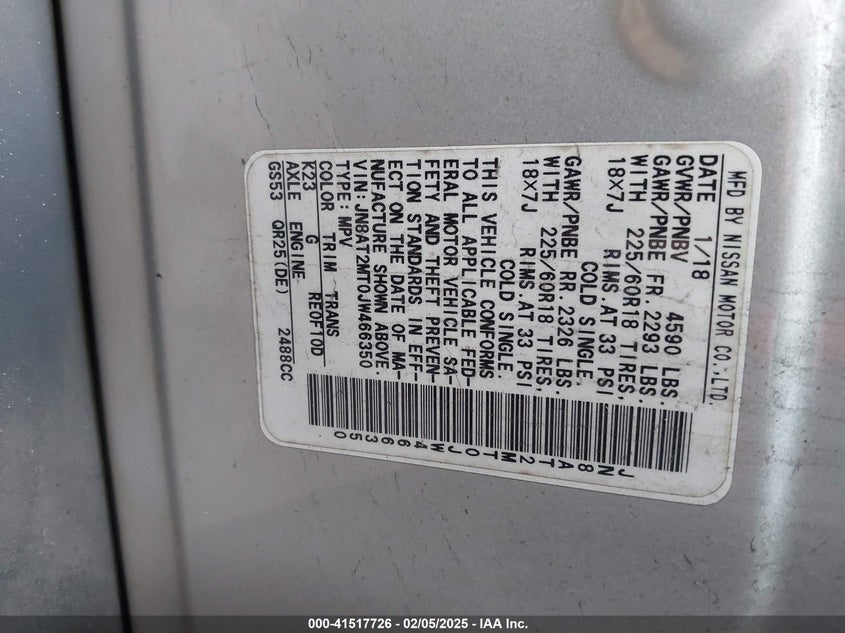 MFD BY NISSAN MOTOR CO.,LTD.
DATE 1/18
GVWR/PNBV 4590 LBS.
GAWR/PNBE FR. 2293 LBS.
WITH 225/60R18 TIRES,
18X7J RIMS. AT 33 PSI
COLD SINGLE.
GAWR/PNBE RR. 2326 LBS.
WITH 225/60R18 TIRES,
18X7J RIMS. AT 33 PSI
COLD SINGLE.
THIS VEHICLE CONFORMS
TO ALL APPLICABLE FED-
ERAL MOTOR VEHICLE SA-
FETY AND THEFT PREVEN-
TION STANDARDS IN EFF-
ECT ON THE DATE OF MA-
NUFACTURE SHOWN ABOVE.
VIN: JN8AT2MT0JW466350
TYPE: MPV
COLOR TRIM TRANS
K23 G RE0F10D
AXLE ENGINE
GS53 QR25(DE) 2488CC
JN8AT2MT0JW466350
000-41517726 - 02/05/2025 - IAA Inc.